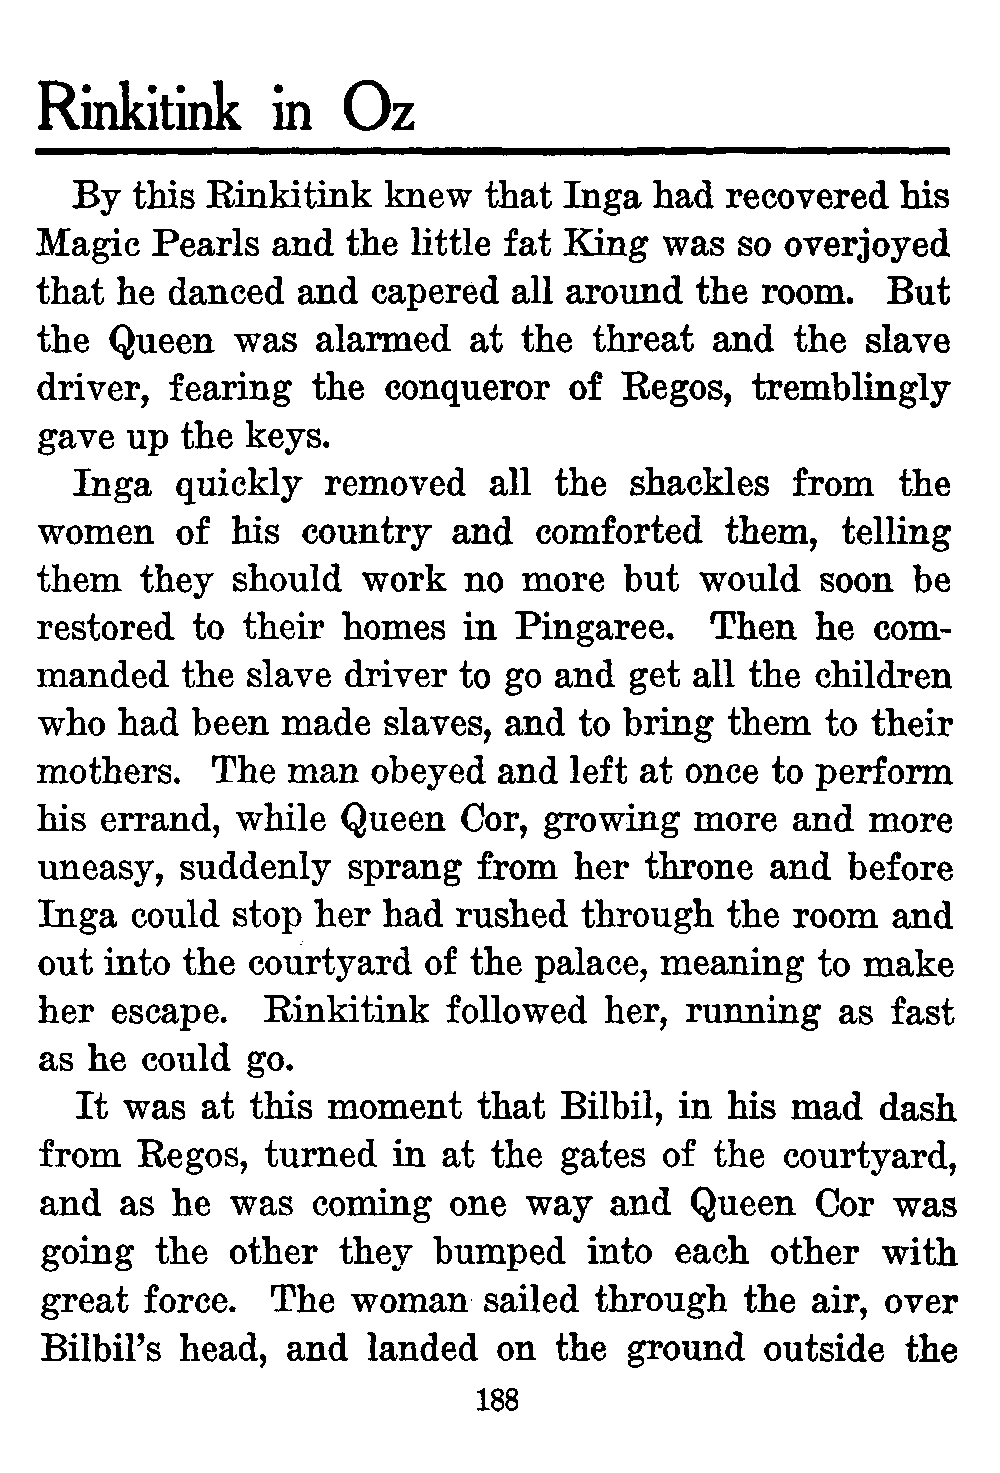 Rinkitink in Oz
By this Rinkitink knew that Inga had recovered his
Magic Pearls and the little fat King was so overjoyed
that he danced and capered all around the room. But
the Queen was alarmed at the threat and the slave
driver, fearing the conqueror of Regos, tremblingly
gave up the keys.
Inga quickly removed all the shackles from the
women of his country and comforted them, telling
them they should work no more but would soon be
restored to their homes in Pingaree. Then he com-
manded the slave driver to go and get all the children
who had been made slaves, and to bring them to their
mothers. The man obeyed and left at once to perform
his errand, while Queen Cor, growing more and more
uneasy, suddenly sprang from her throne and before
Inga could stop her had rushed through the room and
out into the courtyard of the palace, meaning to make
her escape. Rinkitink followed her, running as fast
as he could go.
It was at this moment that Bilbil, in his mad dash
from Regos, turned in at the gates of the courtyard,
and as he was coming one way and Queen Cor was
going the other they bumped into each other with
great force. The woman sailed through the air, over
Bilbil's head, and landed on the ground outside the
188